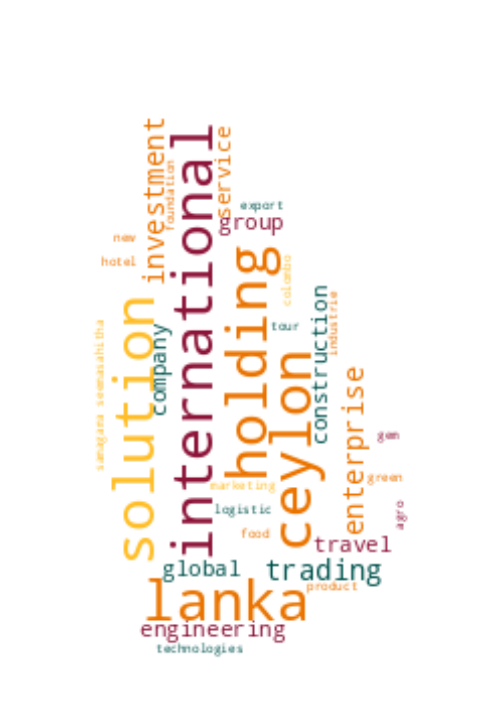 investment
international
service
foundation
export
group
new
hotel
holding
colombo
solution
company
samagama seemasahitha
tour
construction
industrie
ceylon
enterprise
gem
marketing
green
logistic
agro
food
travel
global
trading
product
lanka
engineering
technologies